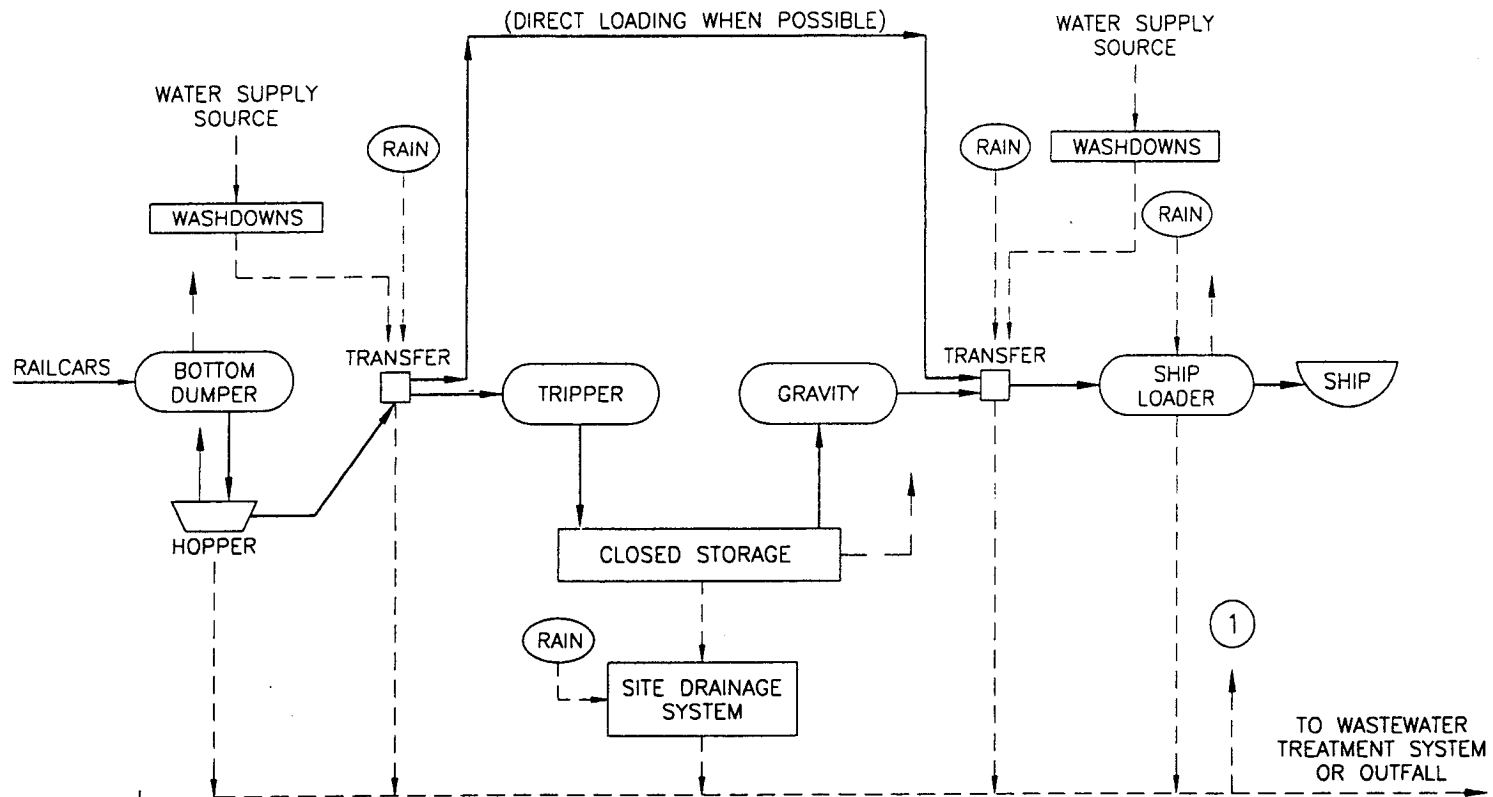 (DIRECT LOADING WHEN POSSIBLE)
WATER SUPPLY
SOURCE
WATER SUPPLY
SOURCE
RAIN
RAIN
WASHDOWNS
WASHDOWNS
RAIN
RAILCARS
BOTTOM
DUMPER
TRANSFER
TRIPPER
GRAVITY
TRANSFER
SHIP
LOADER
SHIP
HOPPER
CLOSED STORAGE
RAIN
SITE DRAINAGE
SYSTEM
1
TO WASTEWATER
TREATMENT SYSTEM
OR OUTFALL